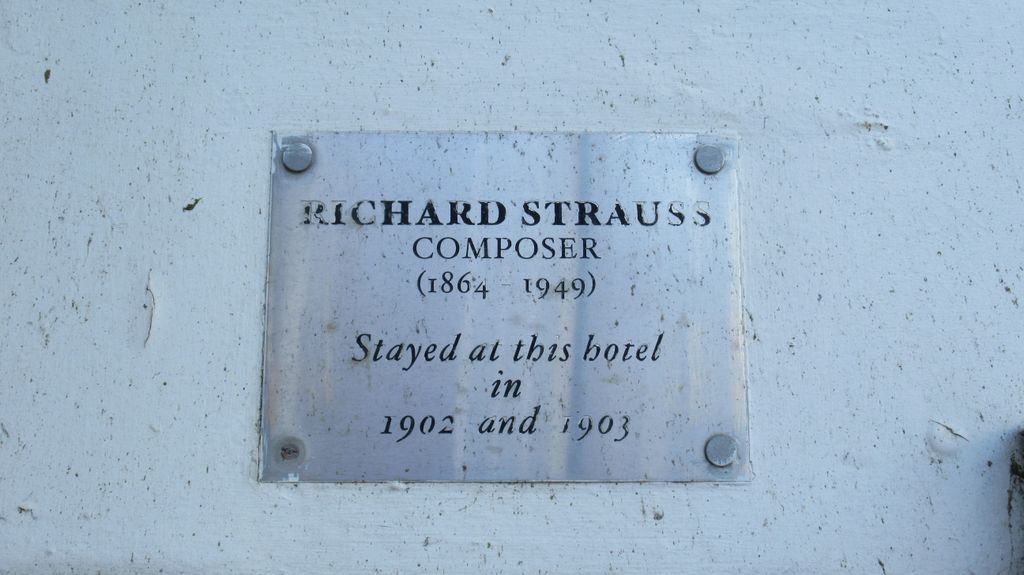 RICHARD STRAUSS
COMPOSER
(1864 - 1949)
Stayed at this hotel
in
1902 and 1903